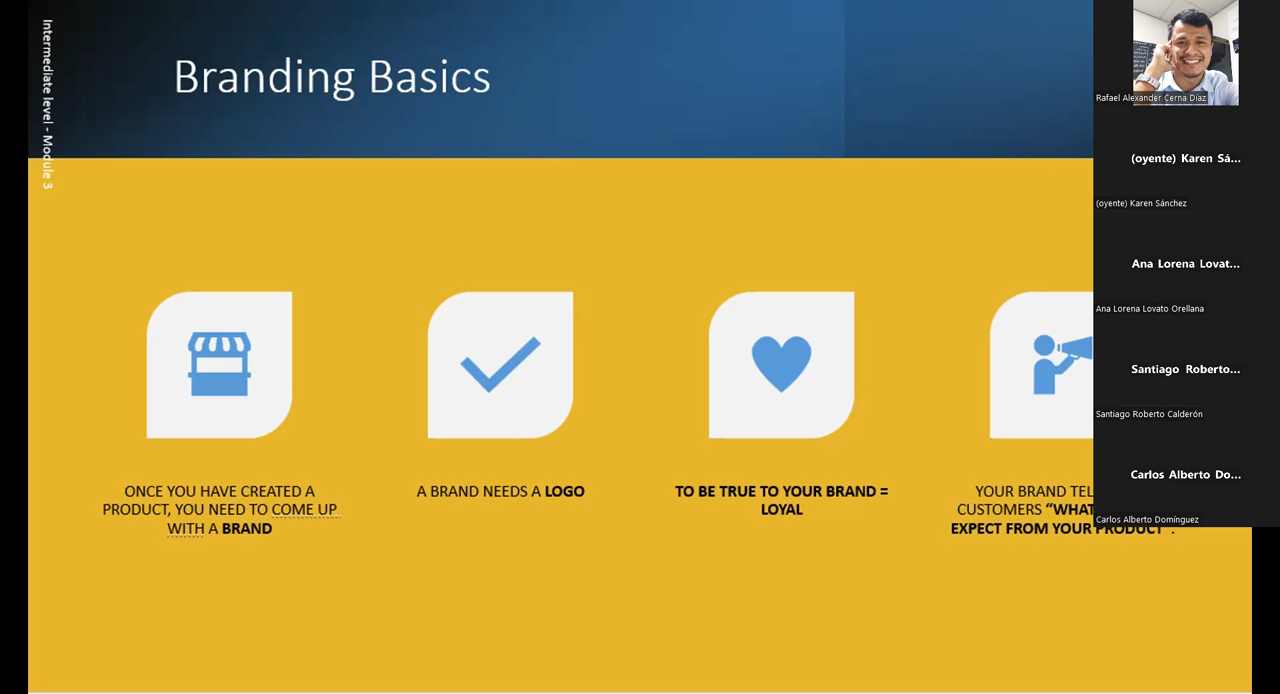 Intermediate level - Module 3
Branding Basics
ONCE YOU HAVE CREATED A
PRODUCT, YOU NEED TO COME UP
WITH A BRAND
A BRAND NEEDS A LOGO
TO BE TRUE TO YOUR BRAND =
LOYAL
YOUR BRAND
CUSTOMERS “WHAT
EXPECT FROM YOUR PRODUCT .
Rafael Alexander Cerna Díaz
(oyente) Karen Sá...
(oyente) Karen Sánchez
Ana Lorena Lovat...
Ana Lorena Lovato Orellana
Santiago Roberto...
Santiago Roberto Calderón
Carlos Alberto Do...
Carlos Alberto Domínguez